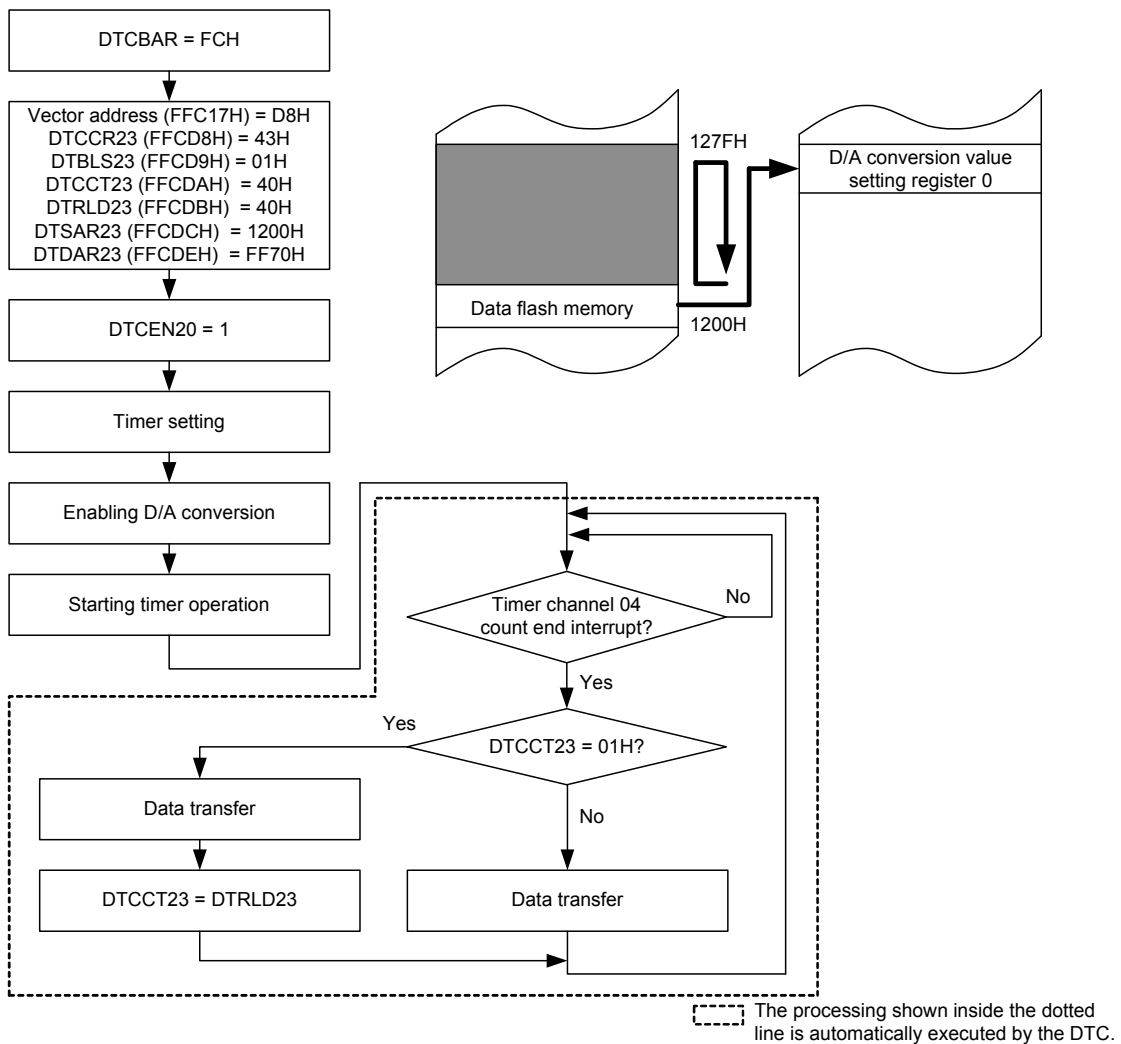 DTCBAR = FCH
Vector address (FFC17H) = D8H
DTCCR23 (FFCD8H) = 43H
DTBLS23 (FFCD9H) = 01H
DTCCT23 (FFCDAH) = 40H
DTRLD23 (FFCDBH) = 40H
DTSAR23 (FFCDCH) = 1200H
DTDAR23 (FFCDEH) = FF70H
DTCEN20 = 1
Timer setting
Enabling D/A conversion
Starting timer operation
127FH
D/A conversion value
setting register 0
Data flash memory
1200H
Timer channel 04
count end interrupt?
No
Yes
DTCCT23 = 01H?
Yes
No
Data transfer
DTCCT23 = DTRLD23
Data transfer
The processing shown inside the dotted
line is automatically executed by the DTC.